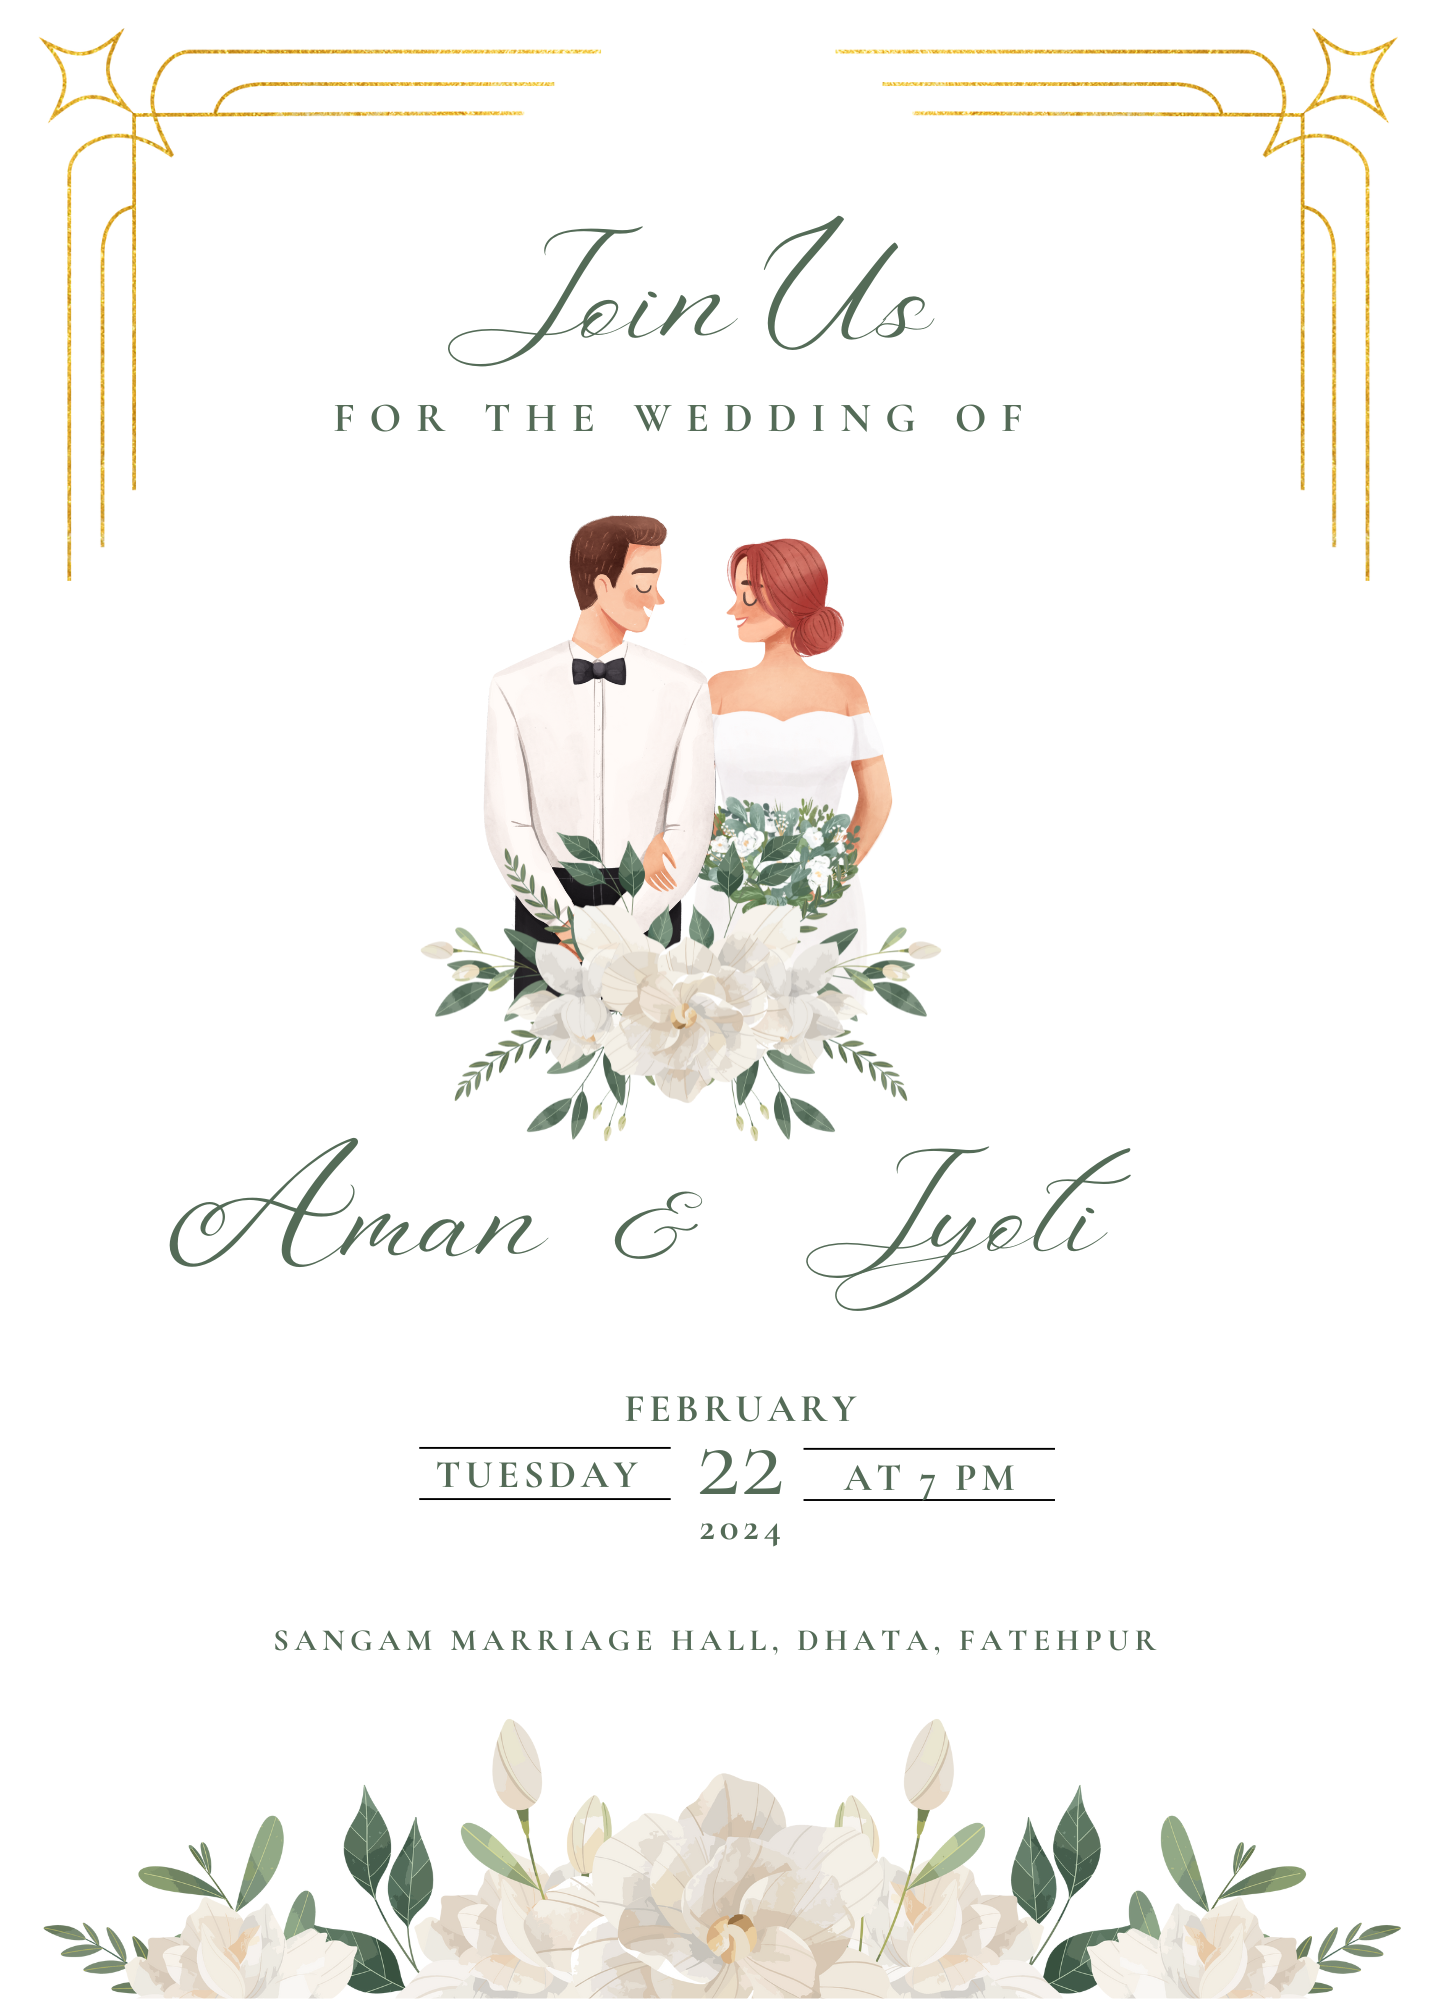 Join Us
FOR THE WEDDING OF
Aman & Jyoti
FEBRUARY
TUESDAY 22 AT 7 PM
2024
SANGAM MARRIAGE HALL, DHATA, FATEHPUR